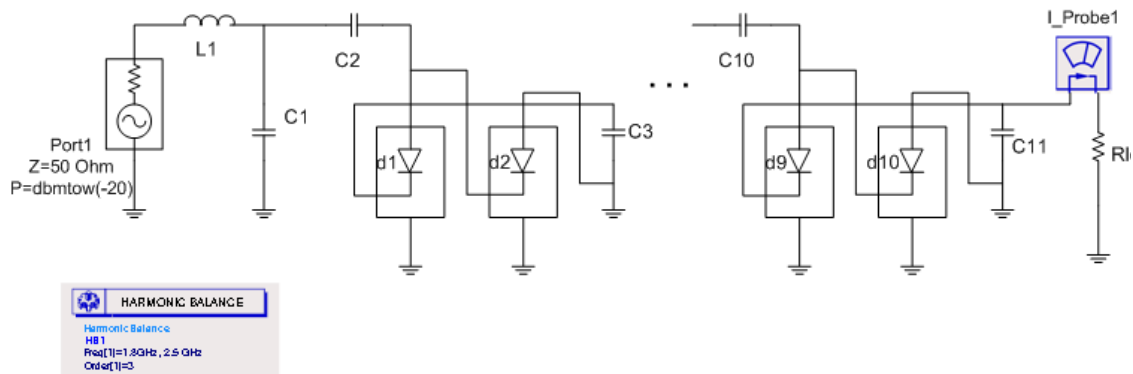 I_Probe1
L1
C2
C10
...
C1
C3
C11
Port1
Z=50 Ohm
P=dbmtow(-20)
d1
d2
d9
d10
HARMONIC BALANCE
Harmonic Balance
HB1
Freq[1]=1.8GHz, 2.5 GHz
Order[1]=3